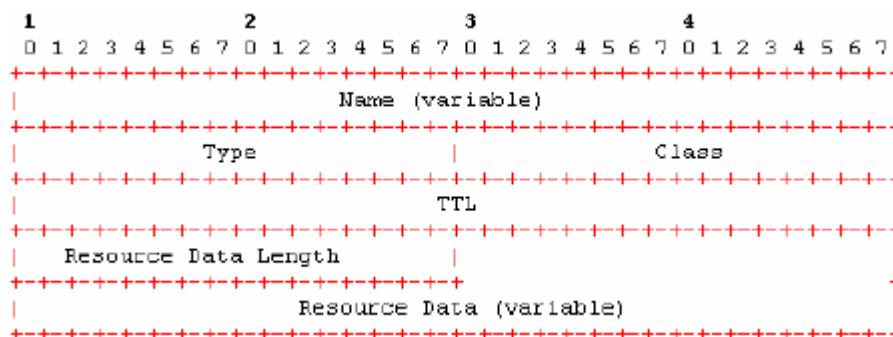 1 2 3 4
0 1 2 3 4 5 6 7 0 1 2 3 4 5 6 7 0 1 2 3 4 5 6 7 0 1 2 3 4 5 6 7
Name (variable)
Type Class
TTL
Resource Data Length
Resource Data (variable)